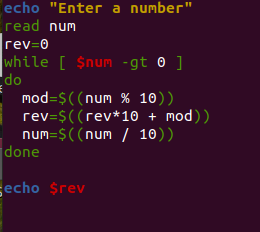 echo "Enter a number"
read num
rev=0
while [ $num -gt 0 ]
do
  mod=$((num % 10))
  rev=$((rev*10 + mod))
  num=$((num / 10))
done

echo $rev